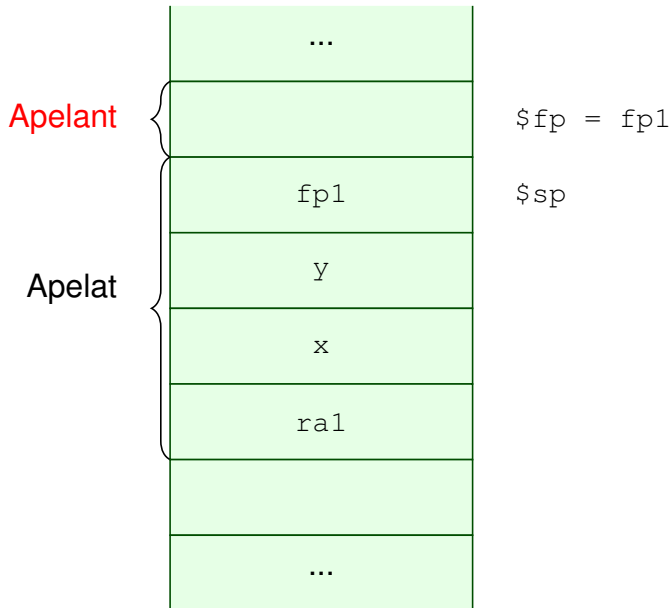 ...
Apelant $fp = fp1
fp1 $sp
y
Apelat
x
ra1
...